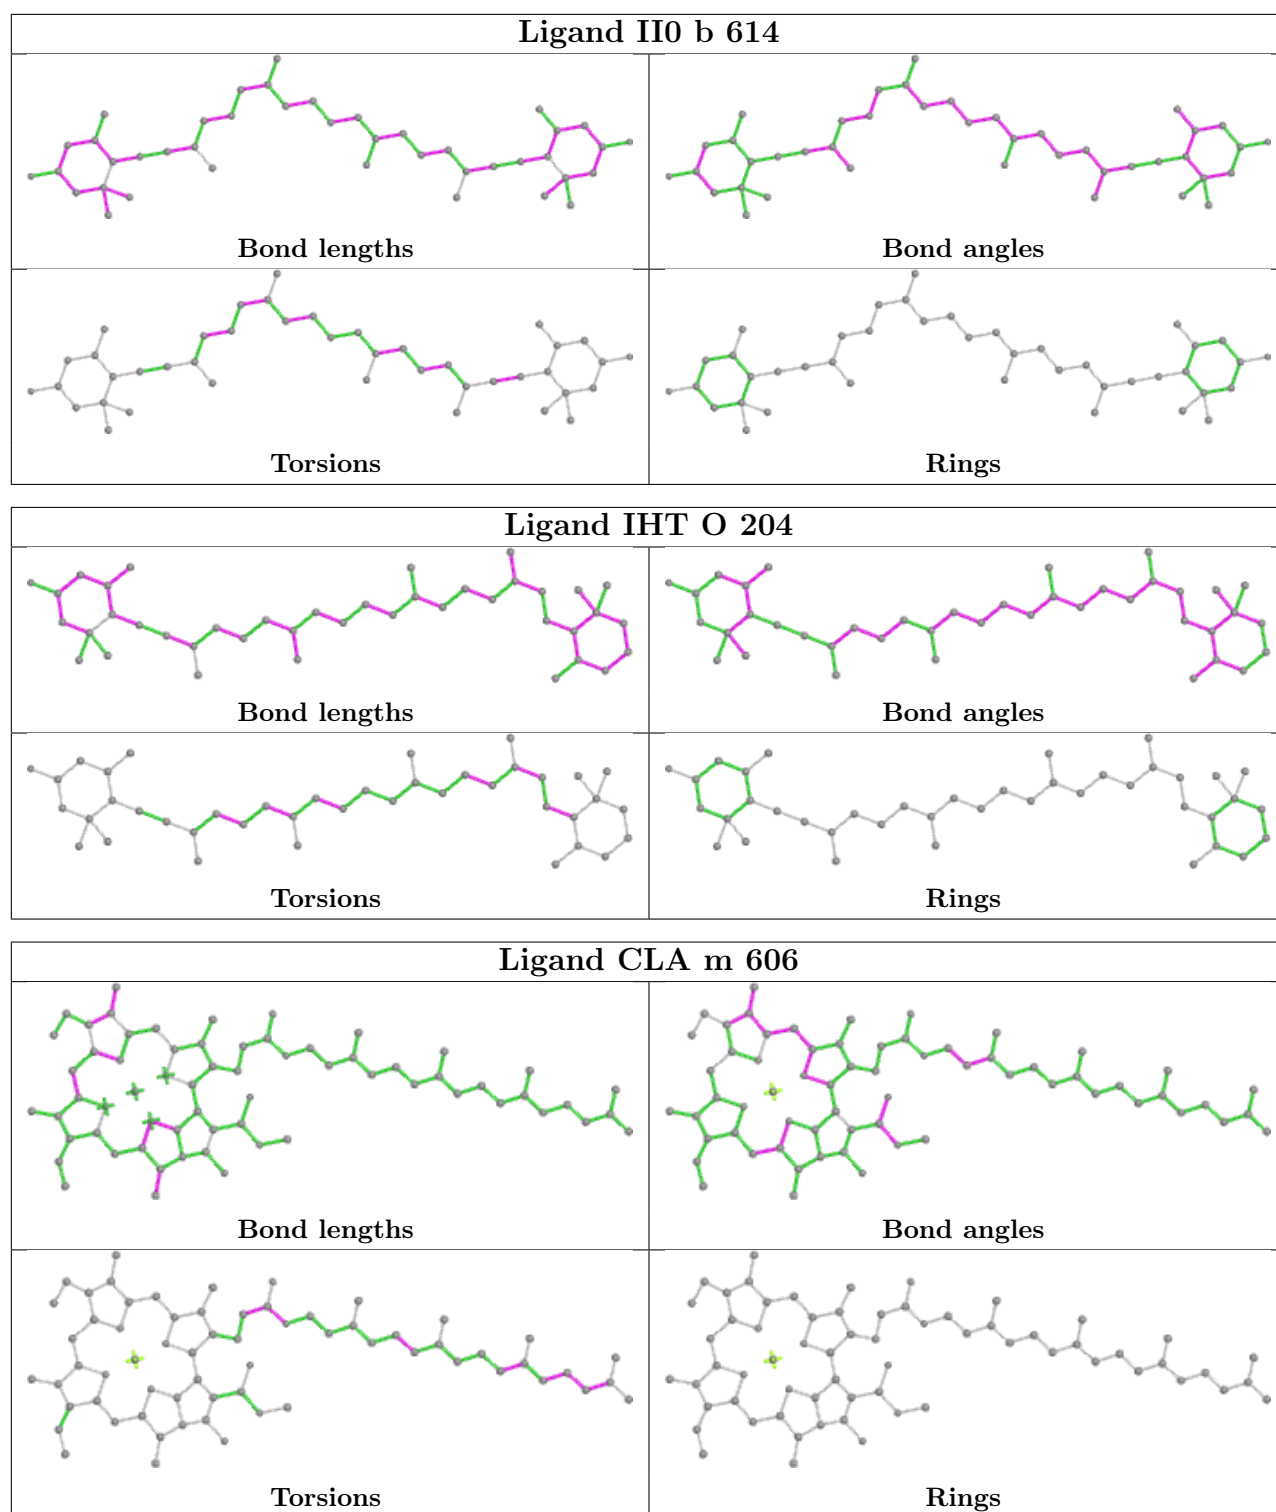 Ligand II0 b 614
Bond lengths
Bond angles
Torsions
Rings
Ligand IHT O 204
Bond lengths
Bond angles
Torsions
Rings
Ligand CLA m 606
Bond lengths
Bond angles
Torsions
Rings